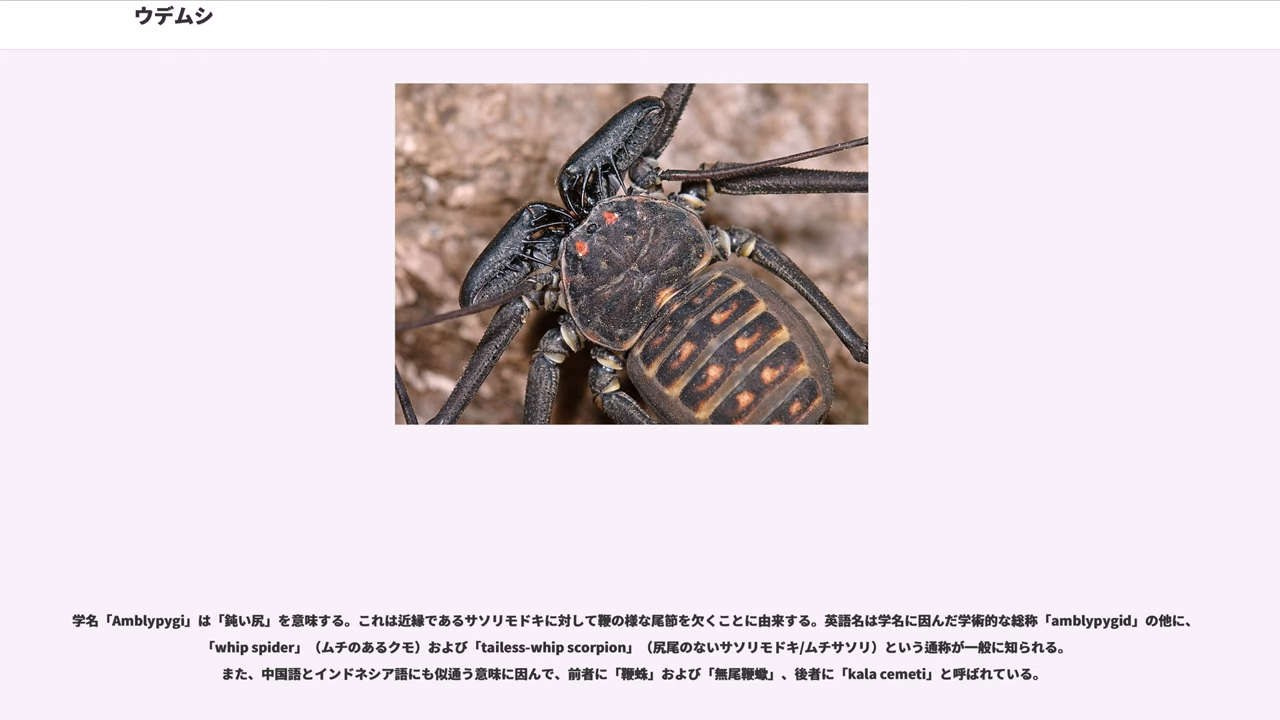 ウデムシ
学名「Amblypygi」は「鈍い尻」を意味する。これは近縁であるサソリモドキに対して鞭の様な尾節を欠くことに由来する。英語名は学名に因んだ学術的な総称「amblypygid」の他に、
「whip spider」（ムチのあるクモ）および「tailess-whip scorpion」（尻尾のないサソリモドキ/ムチサソリ）という通称が一般に知られる。
また、中国語とインドネシア語にも似通う意味に因んで、前者に「鞭蛛」および「無尾鞭蠍」、後者に「kala cemeti」と呼ばれている。